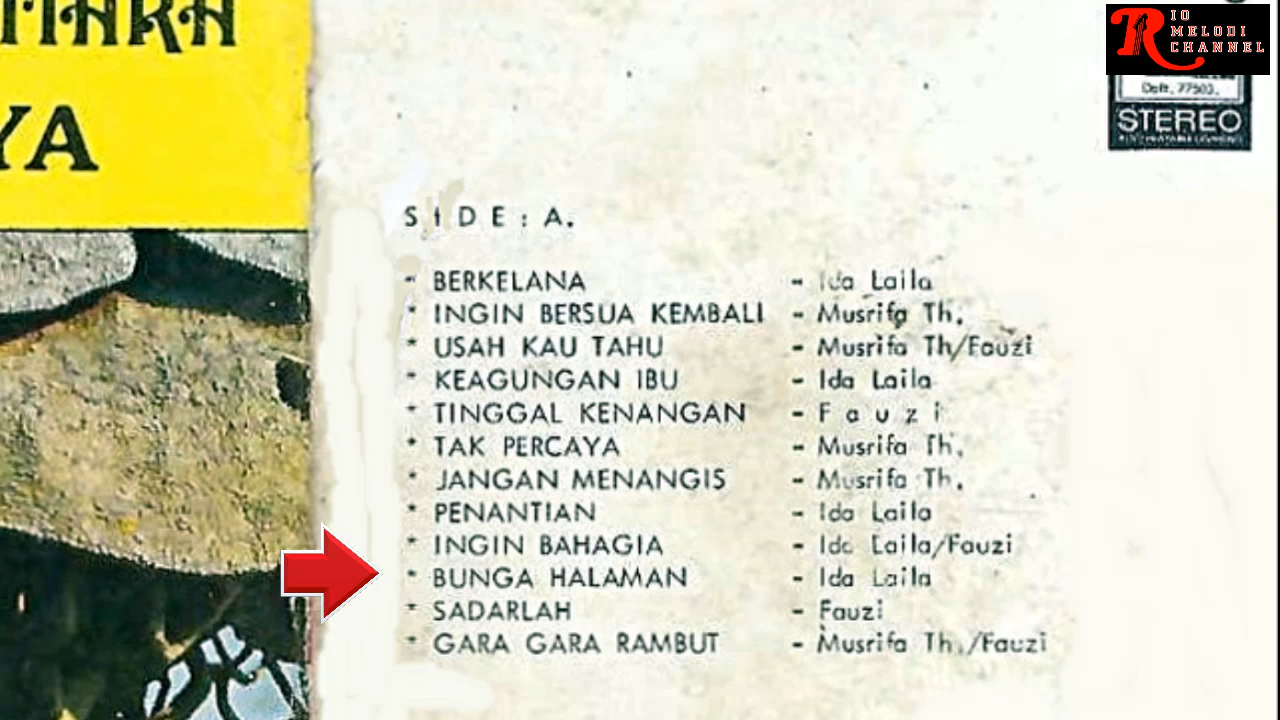 RIO
MELODI
CHANNEL
YA
STEREO
SIDE: A.
* BERKELANA - Ida Laila
* INGIN BERSUA KEMBALI - Musrifa Th.
* USAH KAU TAHU - Musrifa Th/Fauzi
* KEAGUNGAN IBU - Ida Laila
* TINGGAL KENANGAN - Fauzi
* TAK PERCAYA - Musrifa Th.
* JANGAN MENANGIS - Musrifa Th.
* PENANTIAN - Ida Laila
* INGIN BAHAGIA - Ida Laila/Fauzi
* BUNGA HALAMAN - Ida Laila
* SADARLAH - Fauzi
* GARA GARA RAMBUT - Musrifa Th./Fauzi